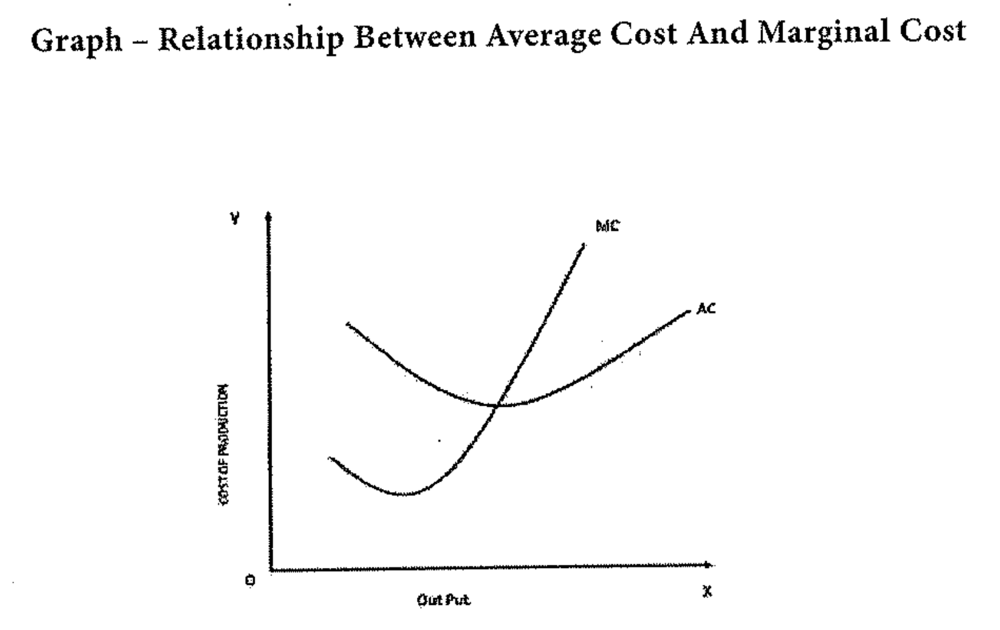 Graph – Relationship Between Average Cost And Marginal Cost
Y
MC
AC
COST OF PRODUCTION
O
Out Put
X